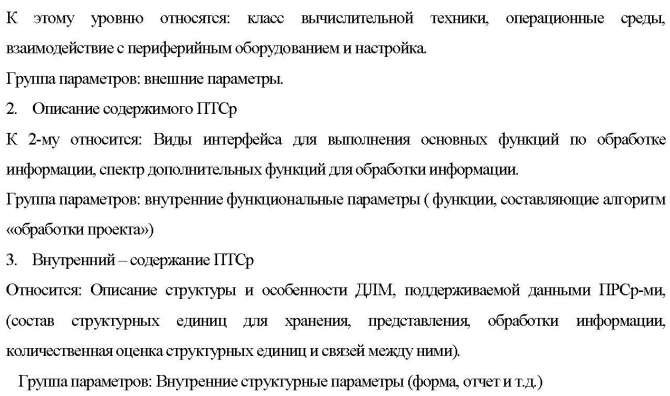 К этому уровню относятся: класс вычислительной техники, операционные среды,
взаимодействие с периферийным оборудованием и настройка.
Группа параметров: внешние параметры.
2. Описание содержимого ПТСр
К 2-му относится: Виды интерфейса для выполнения основных функций по обработке
информации, спектр дополнительных функций для обработки информации.
Группа параметров: внутренние функциональные параметры ( функции, составляющие алгоритм
«обработки проекта»)
3. Внутренний – содержание ПТСр
Относится: Описание структуры и особенности ДЛМ, поддерживаемой данными ПРСр-ми,
(состав структурных единиц для хранения, представления, обработки информации,
количественная оценка структурных единиц и связей между ними).
Группа параметров: Внутренние структурные параметры (форма, отчет и т.д.)